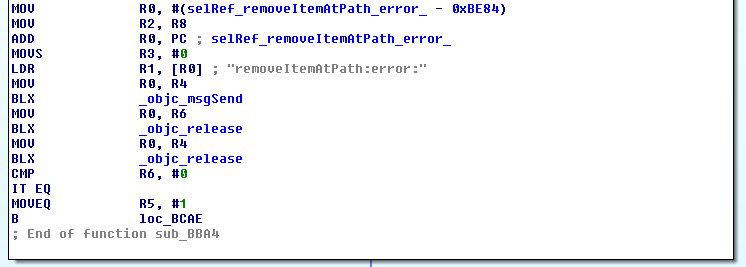 MOV R0, #(selRef_removeItemAtPath_error_ - 0xBE84)
MOV R2, R8
ADD R0, PC ; selRef_removeItemAtPath_error_
MOVS R3, #0
LDR R1, [R0] ; "removeItemAtPath:error:"
MOV R0, R4
BLX _objc_msgSend
MOV R0, R6
BLX _objc_release
MOV R0, R4
BLX _objc_release
CMP R6, #0
IT EQ
MOVEQ R5, #1
B loc_BCAE
; End of function sub_BBA4